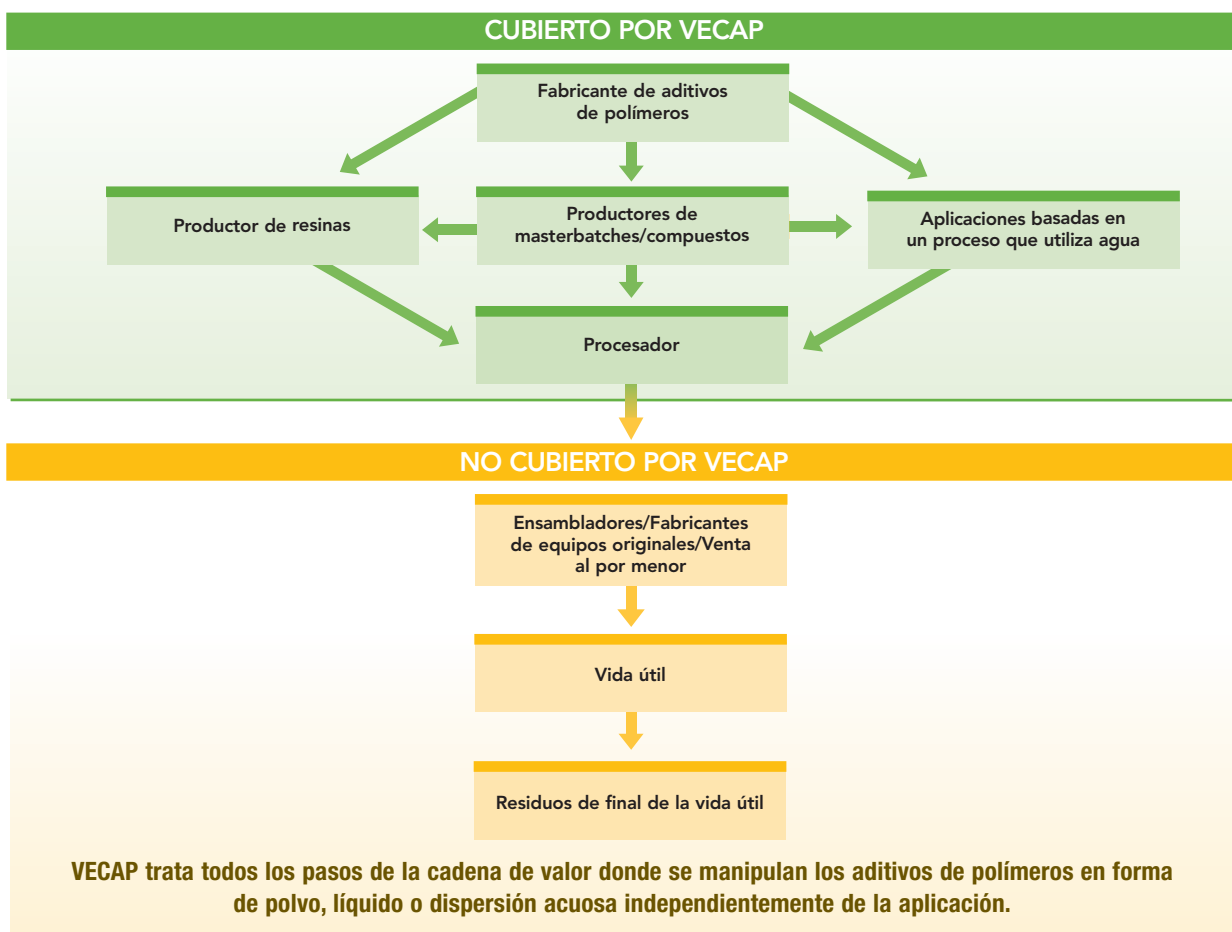 CUBIERTO POR VECAP
Fabricante de aditivos
de polímeros
Productor de resinas
Productores de
masterbatches/compuestos
Aplicaciones basadas en
un proceso que utiliza agua
Procesador
NO CUBIERTO POR VECAP
Ensambladores/Fabricantes
de equipos originales/Venta
al por menor
Vida útil
Residuos de final de la vida útil
VECAP trata todos los pasos de la cadena de valor donde se manipulan los aditivos de polímeros en forma
de polvo, líquido o dispersión acuosa independientemente de la aplicación.